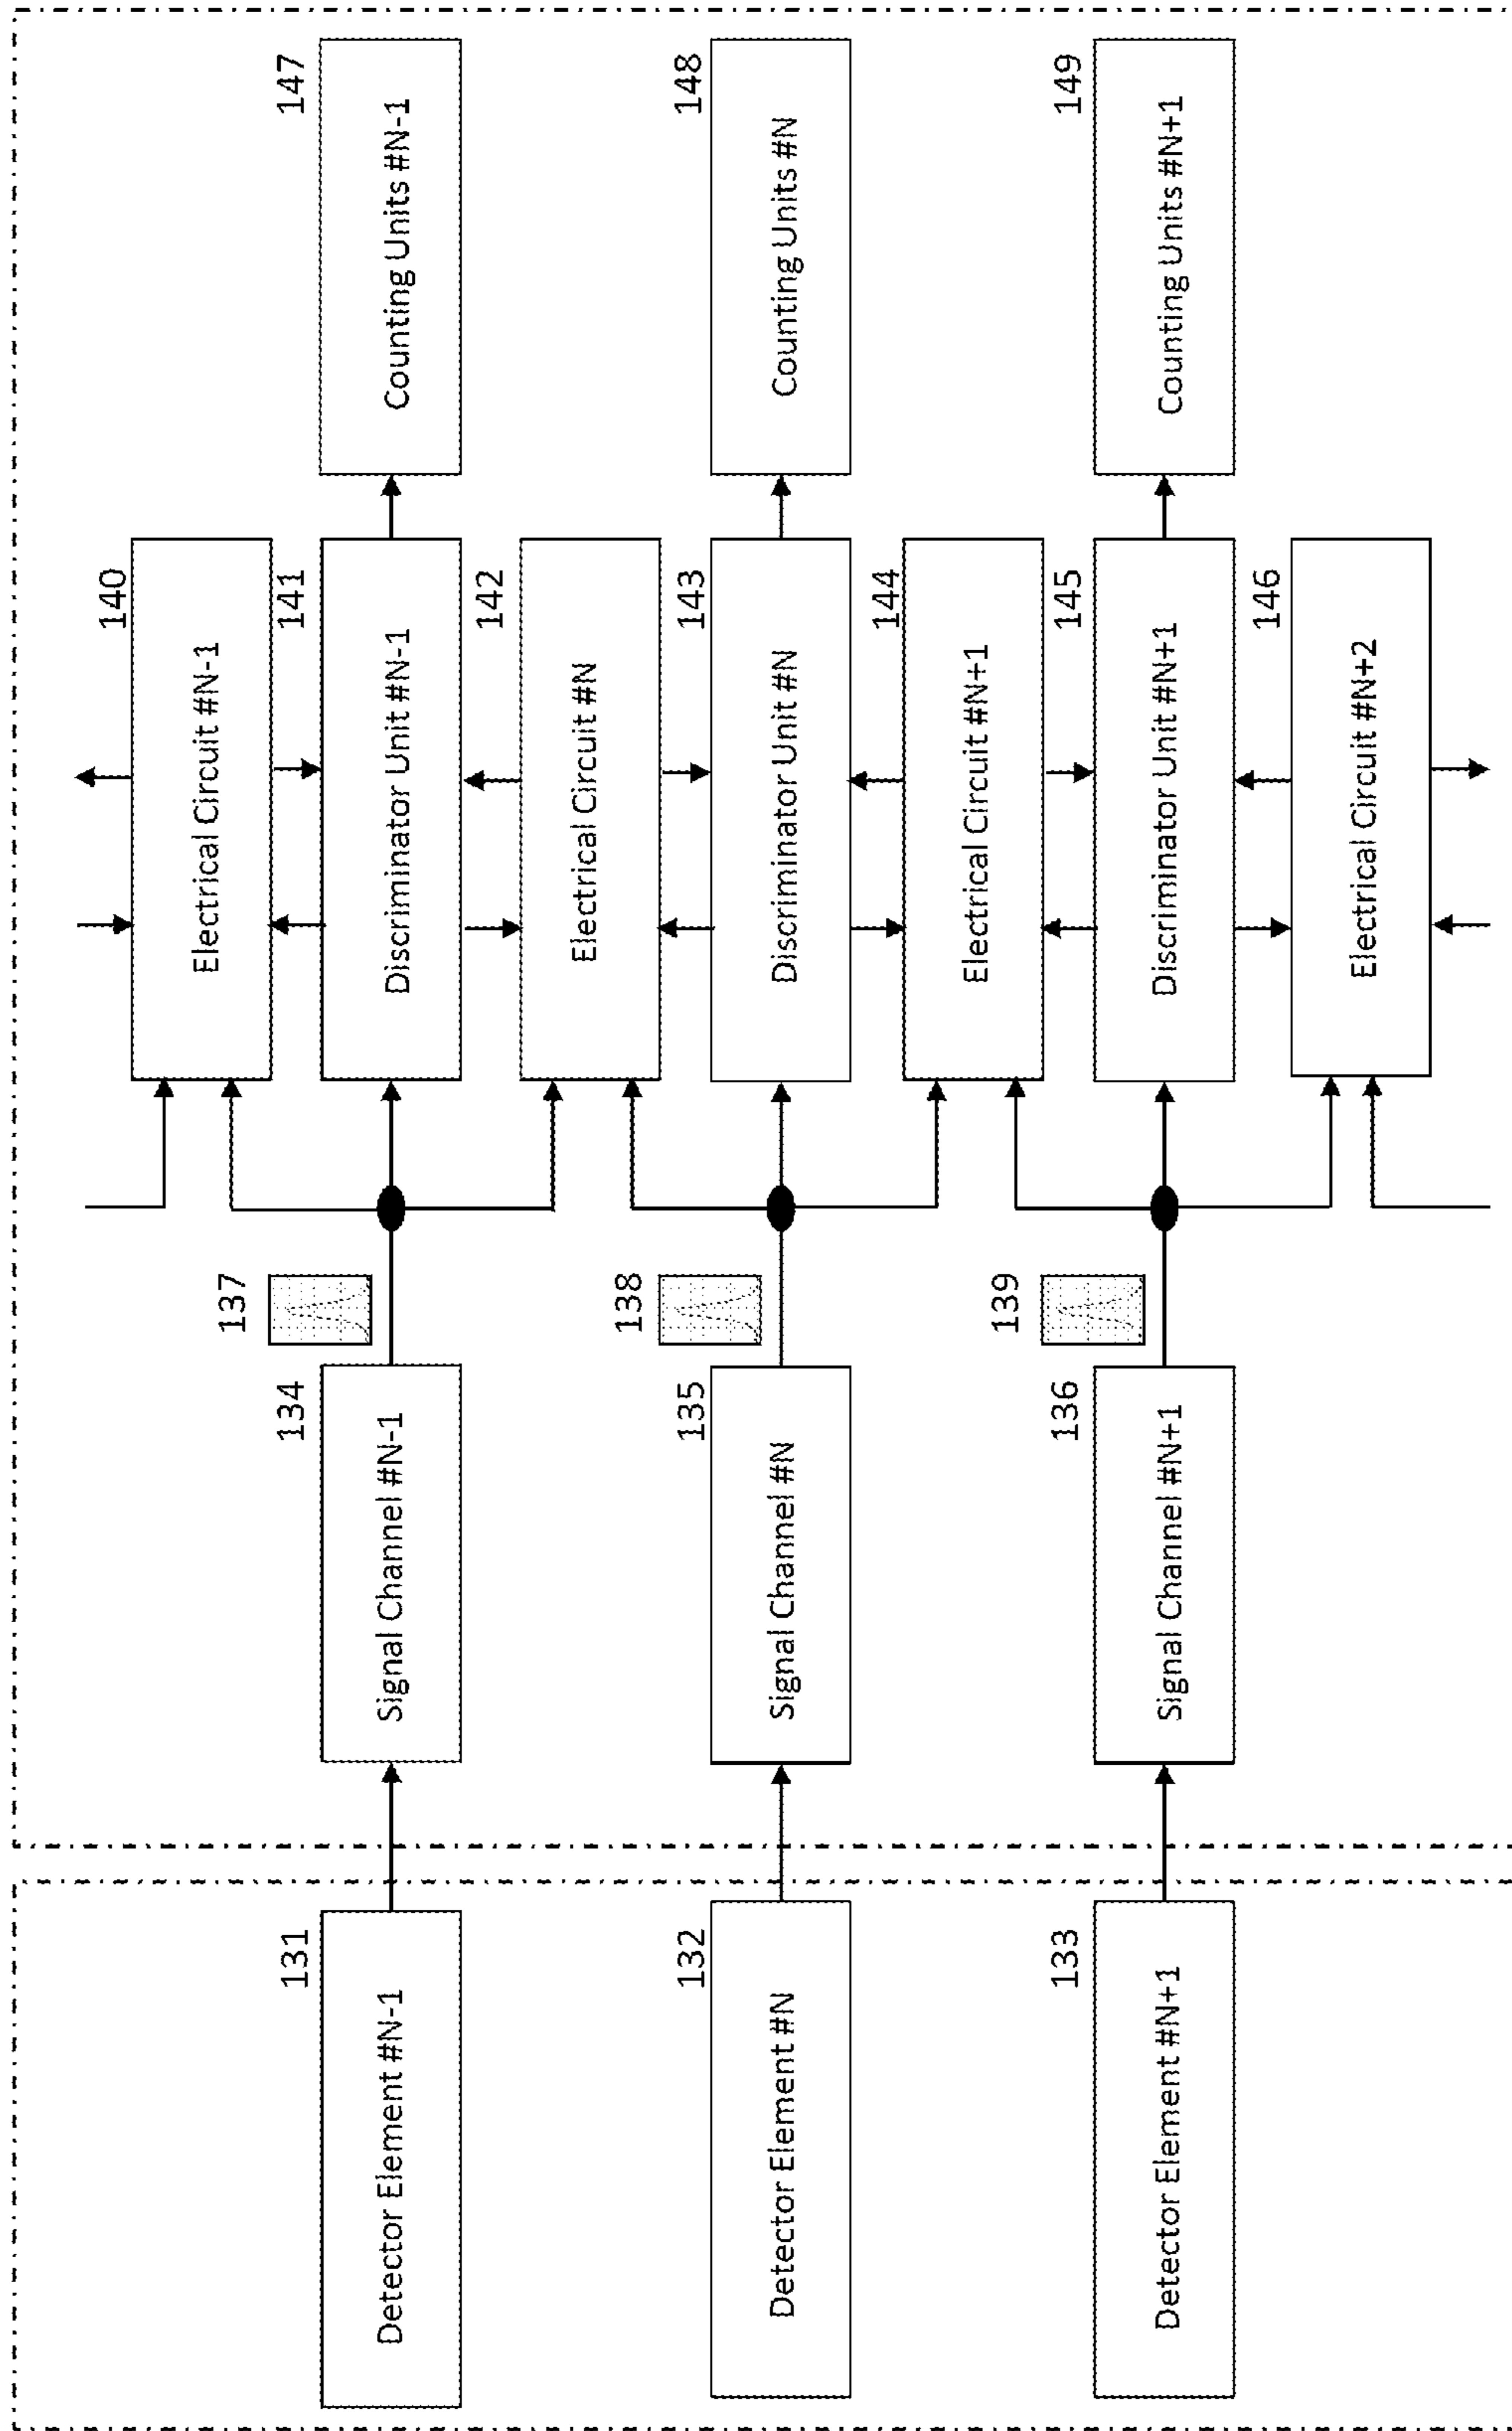 140
Electrical Circuit #N-1
131
Detector Element #N-1
134
Signal Channel #N-1
137
141
Discriminator Unit #N-1
147
Counting Units #N-1
142
Electrical Circuit #N
132
Detector Element #N
135
Signal Channel #N
138
143
Discriminator Unit #N
148
Counting Units #N
144
Electrical Circuit #N+1
133
Detector Element #N+1
136
Signal Channel #N+1
139
145
Discriminator Unit #N+1
149
Counting Units #N+1
146
Electrical Circuit #N+2